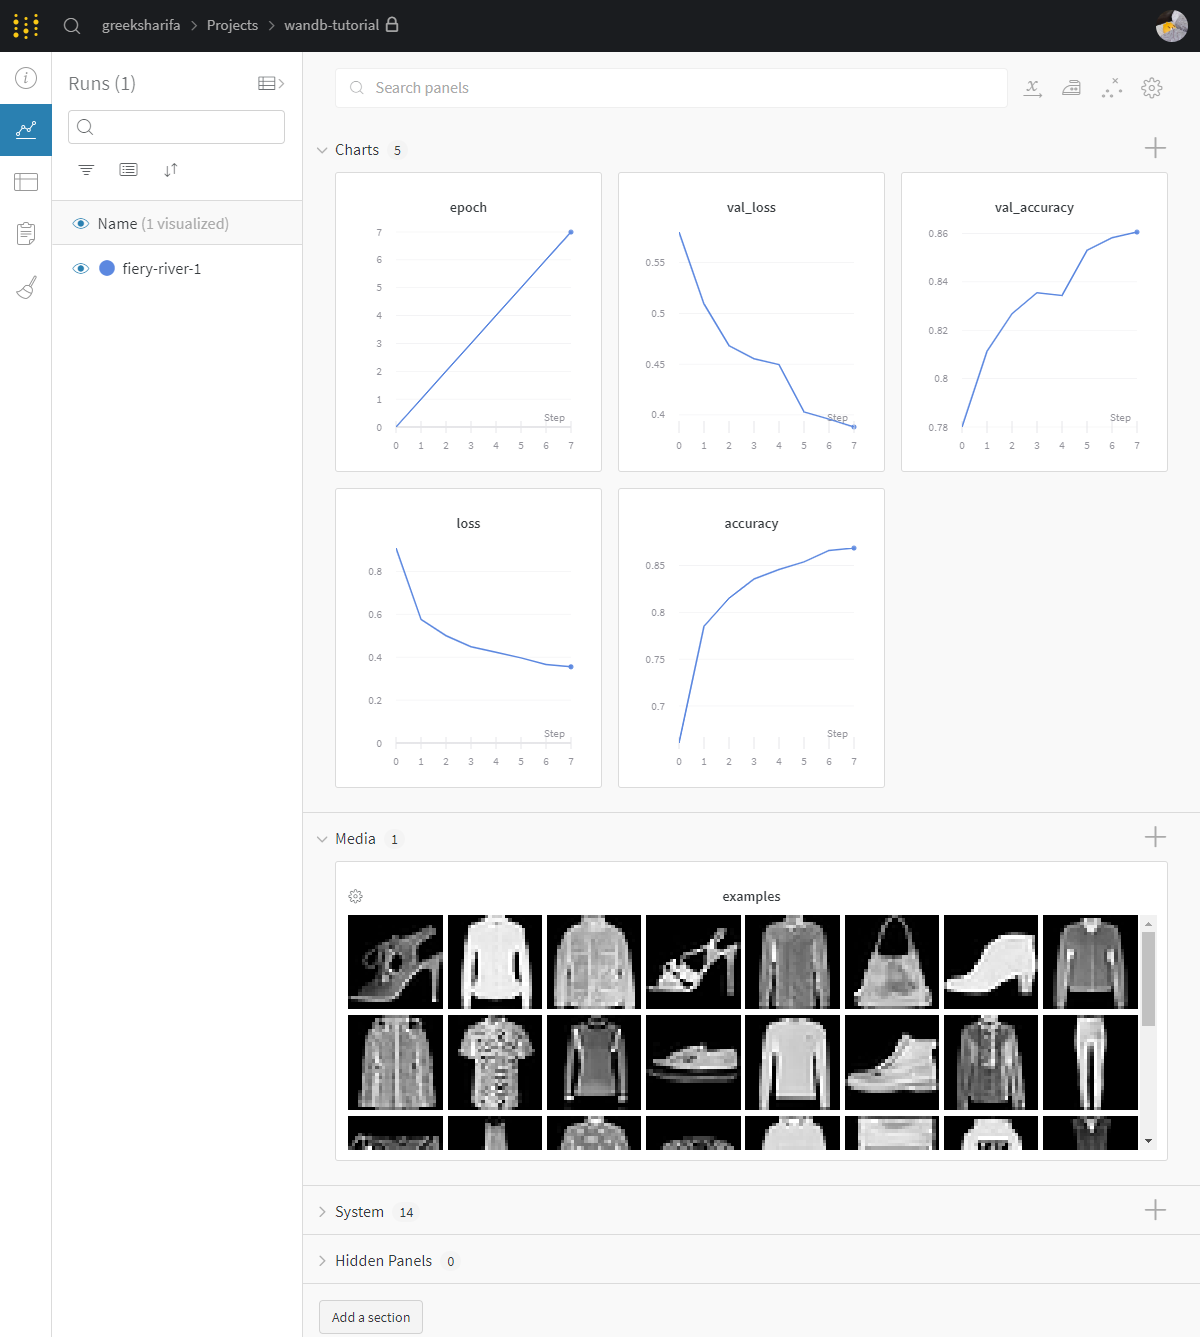 greeksharifa > Projects > wandb-tutorial
Runs (1)
Name (1 visualized)
fiery-river-1
Search panels
Charts 5
epoch
7
6
5
4
3
2
1
0
Step
0 1 2 3 4 5 6 7
val_loss
0.55
0.5
0.45
0.4
Step
0 1 2 3 4 5 6 7
val_accuracy
0.86
0.84
0.82
0.8
0.78
Step
0 1 2 3 4 5 6 7
loss
0.8
0.6
0.4
0.2
0
Step
0 1 2 3 4 5 6 7
accuracy
0.85
0.8
0.75
0.7
Step
0 1 2 3 4 5 6 7
Media 1
examples
System 14
Hidden Panels 0
Add a section